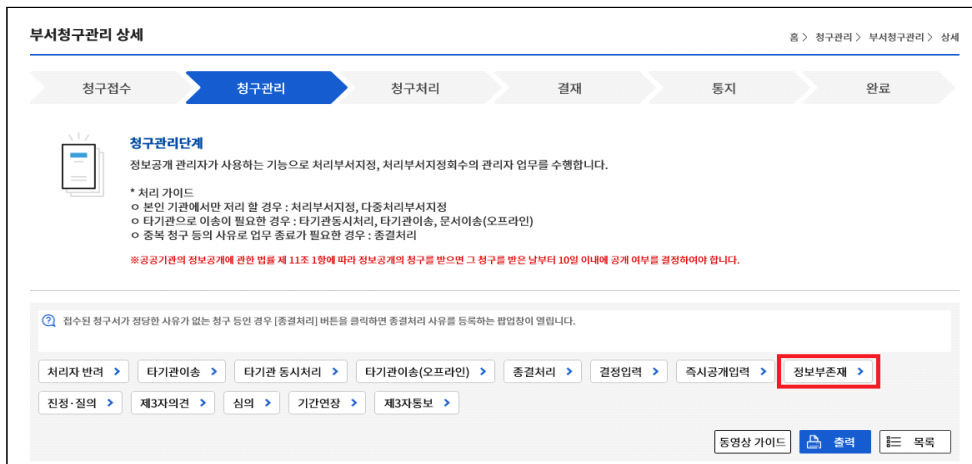 부서청구관리 상세
홈 〉 청구관리 〉 부서청구관리 〉 상세
청구접수 청구관리 청구처리 결재 통지 완료
청구관리단계
정보공개 관리자가 사용하는 기능으로 처리부서지정, 처리부서지정회수의 관리자 업무를 수행합니다.
* 처리 가이드
ο 본인 기관에서만 저리 할 경우 : 처리부서지정, 다중처리부서지정
ο 타기관으로 이송이 필요한 경우 : 타기관동시처리, 타기관이송, 문서이송(오프라인)
ο 중복 청구 등의 사유로 업무 종료가 필요한 경우 : 종결처리
※공공기관의 정보공개에 관한 법률 제 11조 1항에 따라 정보공개의 청구를 받으면 그 청구를 받은 날부터 10일 이내에 공개 여부를 결정하여야 합니다.
접수된 청구서가 정당한 사유가 없는 청구 등인 경우 [종결처리] 버튼을 클릭하면 종결처리 사유를 등록하는 팝업창이 열립니다.
처리자 반려 > 타기관이송 > 타기관 동시처리 > 타기관이송(오프라인) > 종결처리 > 결정입력 > 즉시공개입력 > 정보부존재 >
진정·질의 > 제3자의견 > 심의 > 기간연장 > 제3자통보 >
동영상 가이드 출력 목록